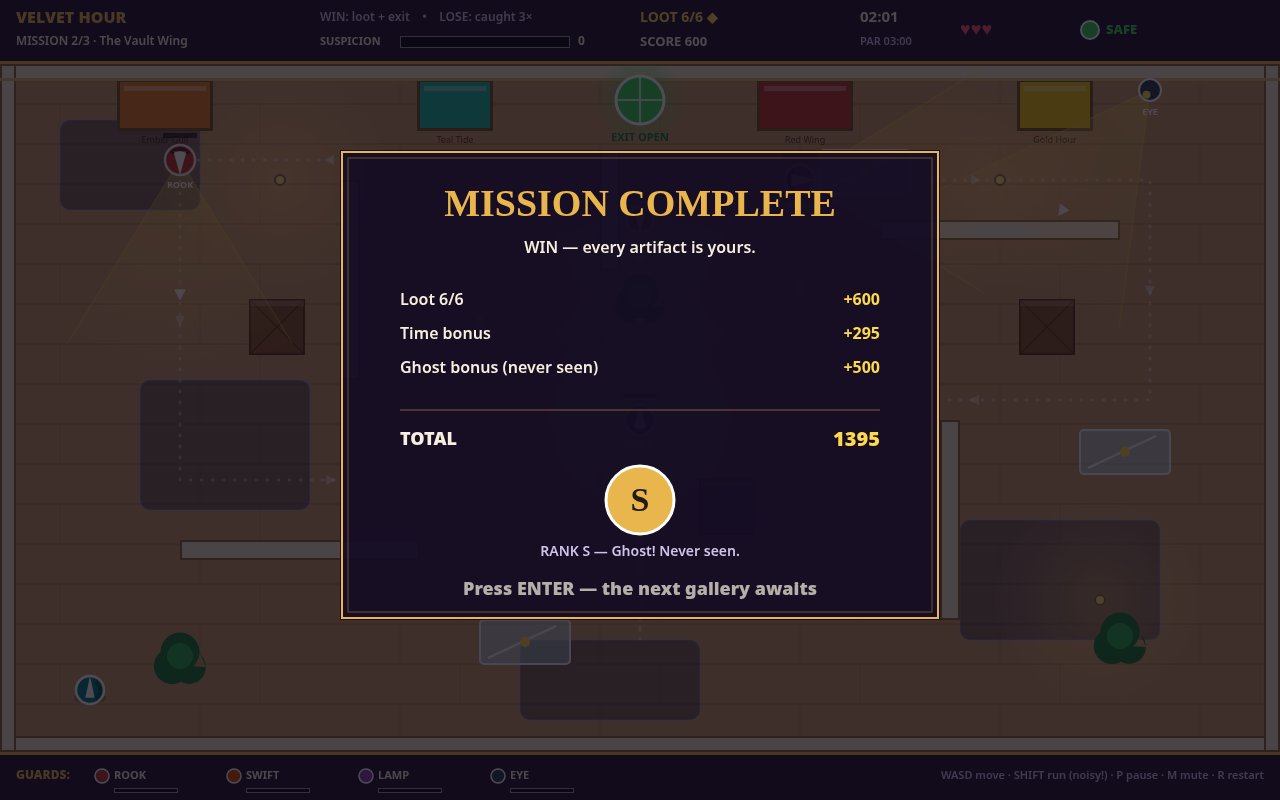 VELVET HOUR
WIN: loot + exit • LOSE: caught 3×
LOOT 6/6 ◆
02:01
♥♥♥
SAFE
MISSION 2/3 · The Vault Wing
SUSPICION 0
SCORE 600
PAR 03:00
Teal Tide
EXIT OPEN
Red Wing
Gold Hour
EYE
ROOK
MISSION COMPLETE
WIN — every artifact is yours.
Loot 6/6 +600
Time bonus +295
Ghost bonus (never seen) +500
TOTAL 1395
S
RANK S — Ghost! Never seen.
Press ENTER — the next gallery awaits
GUARDS: ROOK SWIFT LAMP EYE
WASD move · SHIFT run (noisy!) · P pause · M mute · R restart